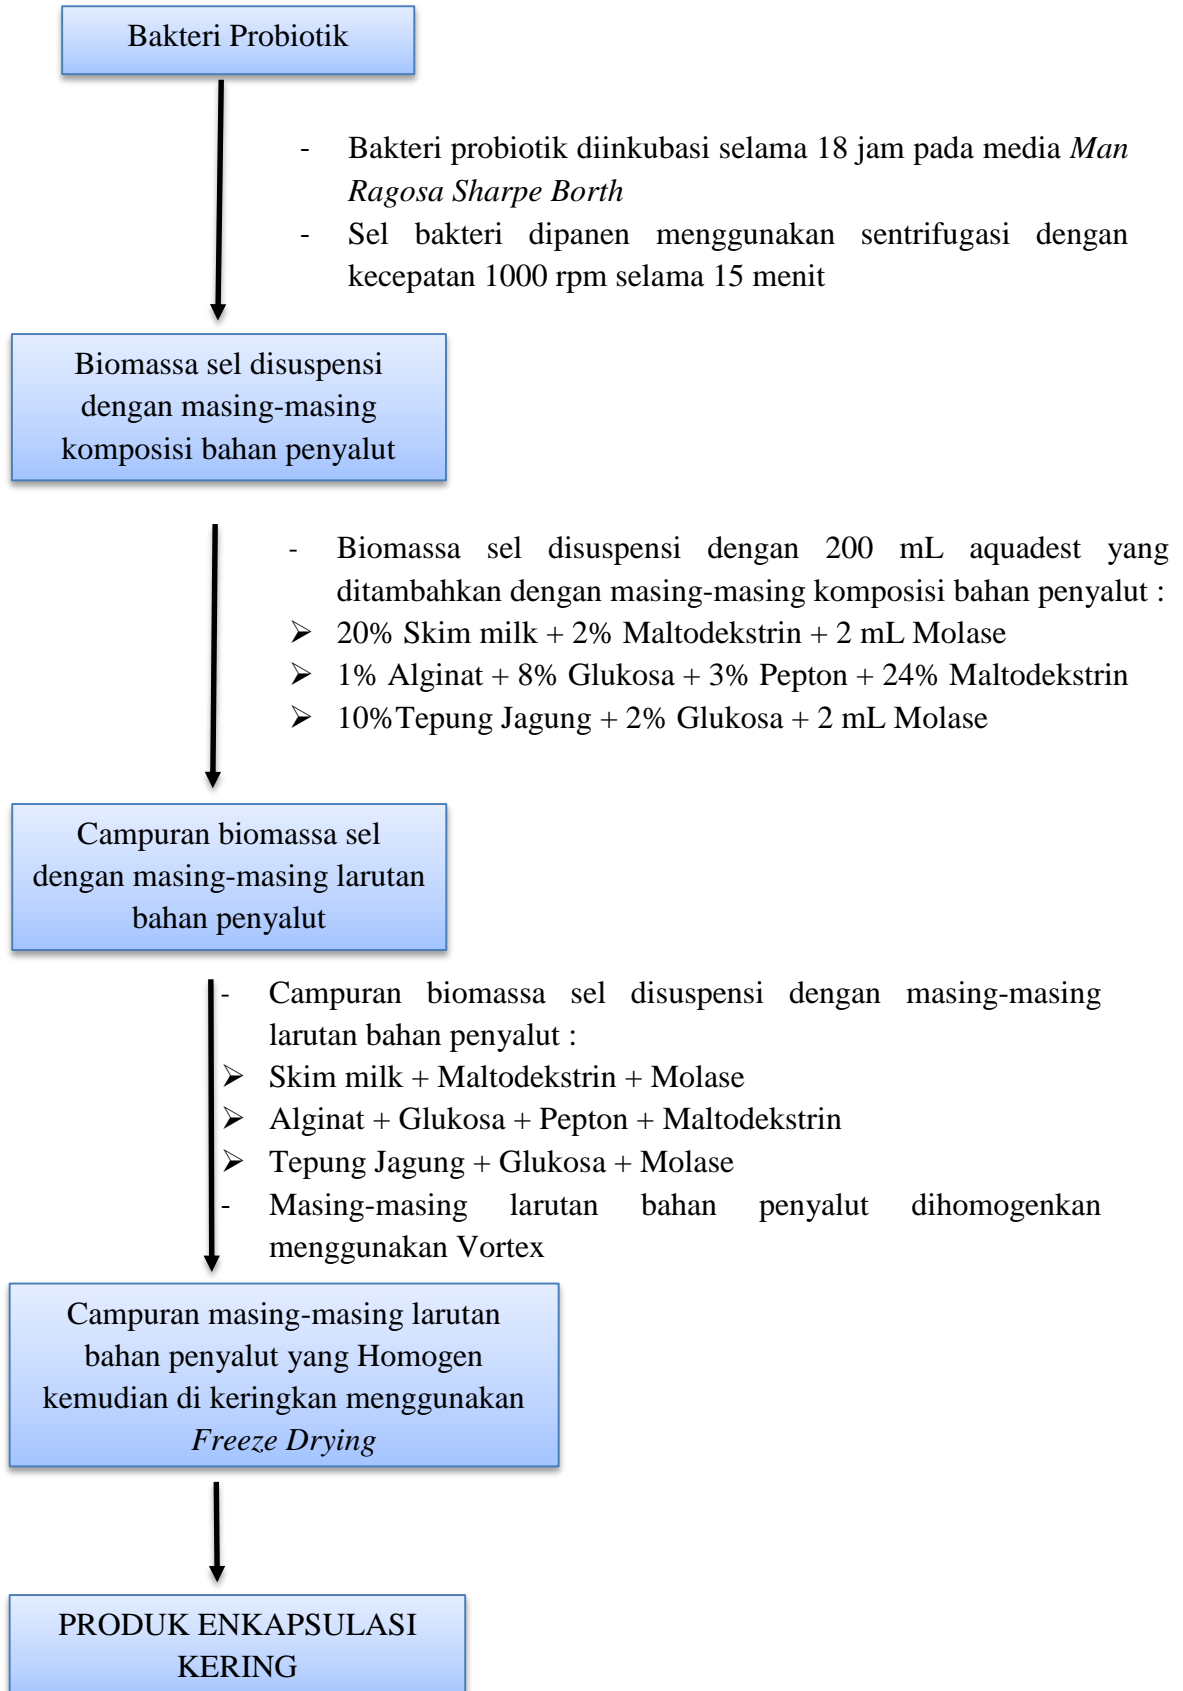 Bakteri Probiotik
- Bakteri probiotik diinkubasi selama 18 jam pada media Man
Ragosa Sharpe Borth
- Sel bakteri dipanen menggunakan sentrifugasi dengan
kecepatan 1000 rpm selama 15 menit
Biomassa sel disuspensi
dengan masing-masing
komposisi bahan penyalut
- Biomassa sel disuspensi dengan 200 mL aquadest yang
ditambahkan dengan masing-masing komposisi bahan penyalut :
➢ 20% Skim milk + 2% Maltodekstrin + 2 mL Molase
➢ 1% Alginat + 8% Glukosa + 3% Pepton + 24% Maltodekstrin
➢ 10%Tepung Jagung + 2% Glukosa + 2 mL Molase
Campuran biomassa sel
dengan masing-masing larutan
bahan penyalut
- Campuran biomassa sel disuspensi dengan masing-masing
larutan bahan penyalut :
➢ Skim milk + Maltodekstrin + Molase
➢ Alginat + Glukosa + Pepton + Maltodekstrin
➢ Tepung Jagung + Glukosa + Molase
- Masing-masing larutan bahan penyalut dihomogenkan
menggunakan Vortex
Campuran masing-masing larutan
bahan penyalut yang Homogen
kemudian di keringkan menggunakan
Freeze Drying
PRODUK ENKAPSULASI
KERING